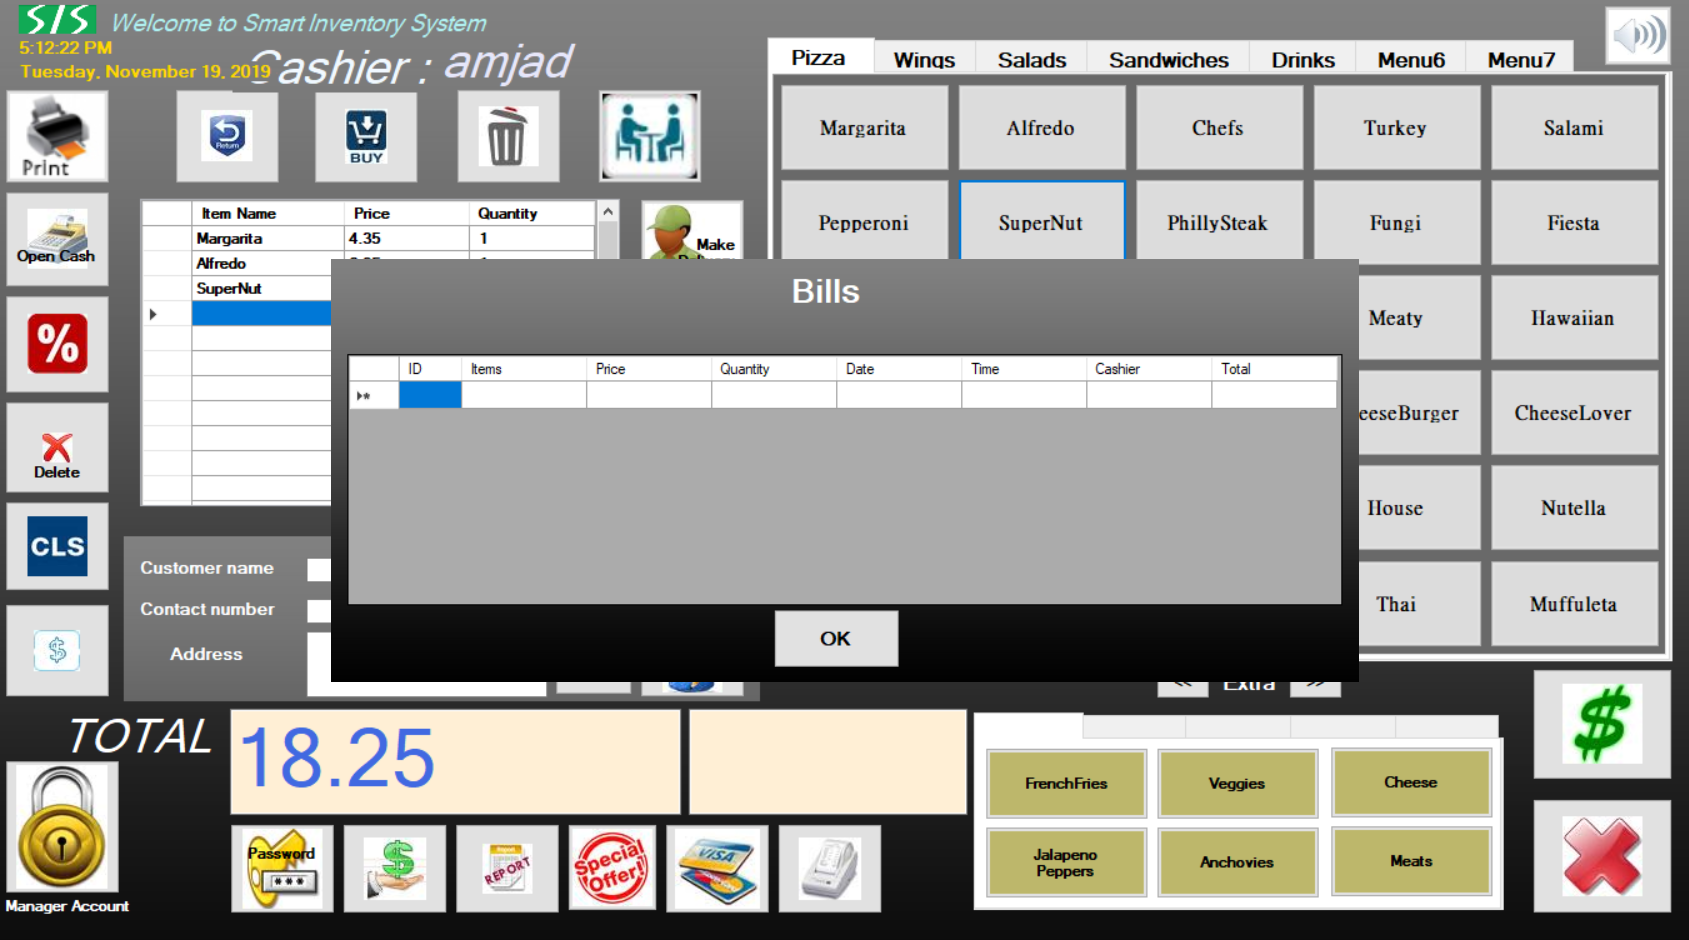 SIS Welcome to Smart Inventory System
5:12:22 PM
Tuesday, November 19, 2019
Cashier : amjad
Pizza Wings Salads Sandwiches Drinks Menu6 Menu7
Print
Return
BUY
Margarita Alfredo Chefs Turkey Salami
Pepperoni SuperNut PhillySteak Fungi Fiesta
Open Cash
Item Name Price Quantity
Margarita 4.35 1
Alfredo
SuperNut
Make
Bills
ID Items Price Quantity Date Time Cashier Total
OK
Meaty Hawaiian
eeseBurger CheeseLover
House Nutella
Thai Muffuleta
%
Delete
CLS
$
Customer name
Contact number
Address
<< Extra >>
TOTAL 18.25
FrenchFries Veggies Cheese
Jalapeno Peppers Anchovies Meats
$
Manager Account
Password
***
$
Report
REPORT
Special Offer!
VISA